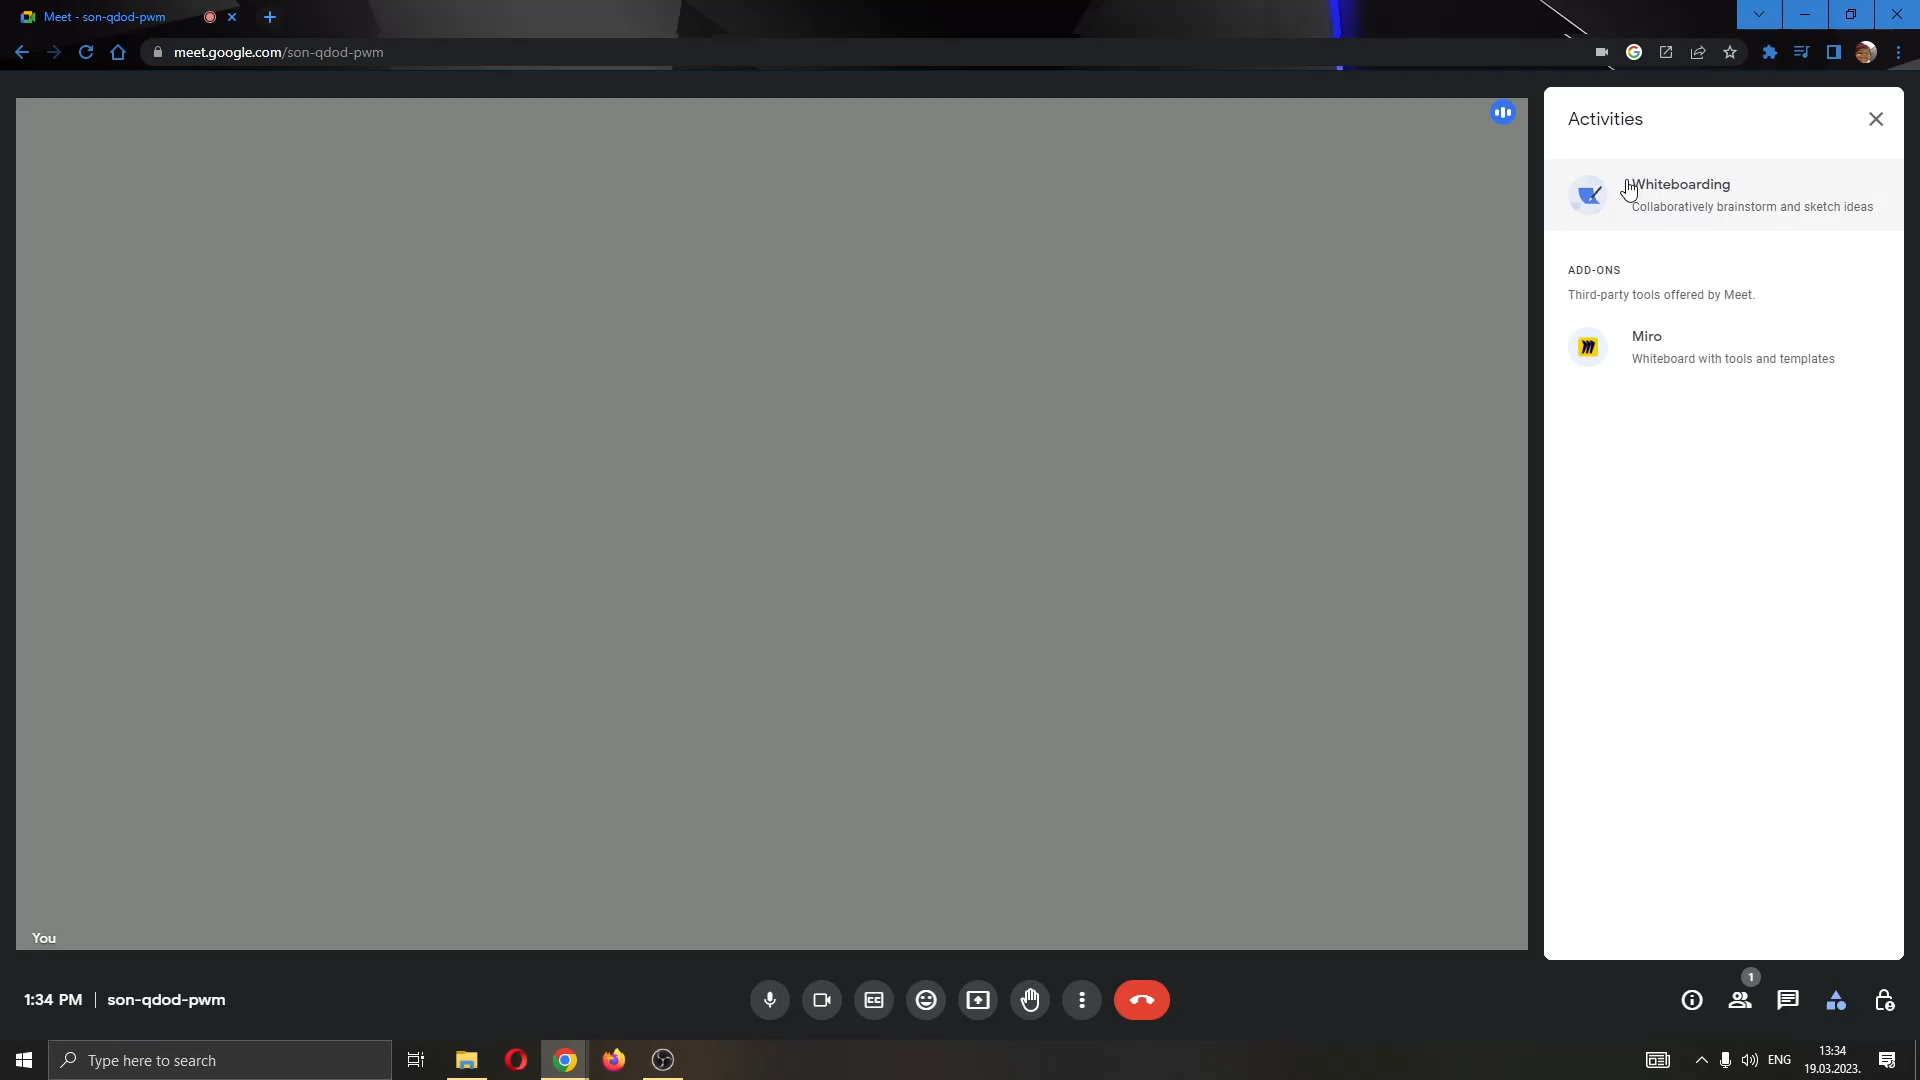 Meet - son-qdod-pwm
meet.google.com/son-qdod-pwm
Activities
Whiteboarding
Collaboratively brainstorm and sketch ideas
ADD-ONS
Third-party tools offered by Meet.
Miro
Whiteboard with tools and templates
You
1:34 PM | son-qdod-pwm
CC
1
Type here to search
ENG
13:34
19.03.2023.